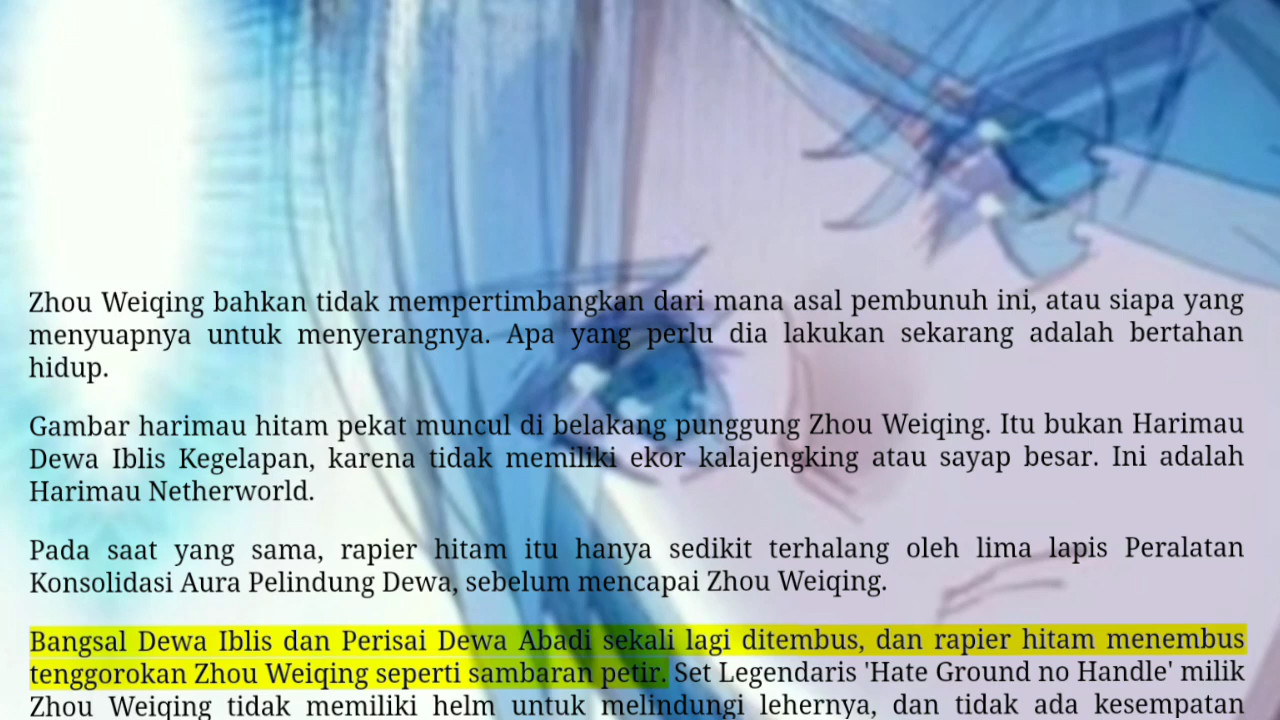 Zhou Weiqing bahkan tidak mempertimbangkan dari mana asal pembunuh ini, atau siapa yang
menyuapnya untuk menyerangnya. Apa yang perlu dia lakukan sekarang adalah bertahan
hidup.
Gambar harimau hitam pekat muncul di belakang punggung Zhou Weiqing. Itu bukan Harimau
Dewa Iblis Kegelapan, karena tidak memiliki ekor kalajengking atau sayap besar. Ini adalah
Harimau Netherworld.
Pada saat yang sama, rapier hitam itu hanya sedikit terhalang oleh lima lapis Peralatan
Konsolidasi Aura Pelindung Dewa, sebelum mencapai Zhou Weiqing.
Bangsal Dewa Iblis dan Perisai Dewa Abadi sekali lagi ditembus, dan rapier hitam menembus
tenggorokan Zhou Weiqing seperti sambaran petir. Set Legendaris 'Hate Ground no Handle' milik
Zhou Weiqing tidak memiliki helm untuk melindungi lehernya, dan tidak ada kesempatan